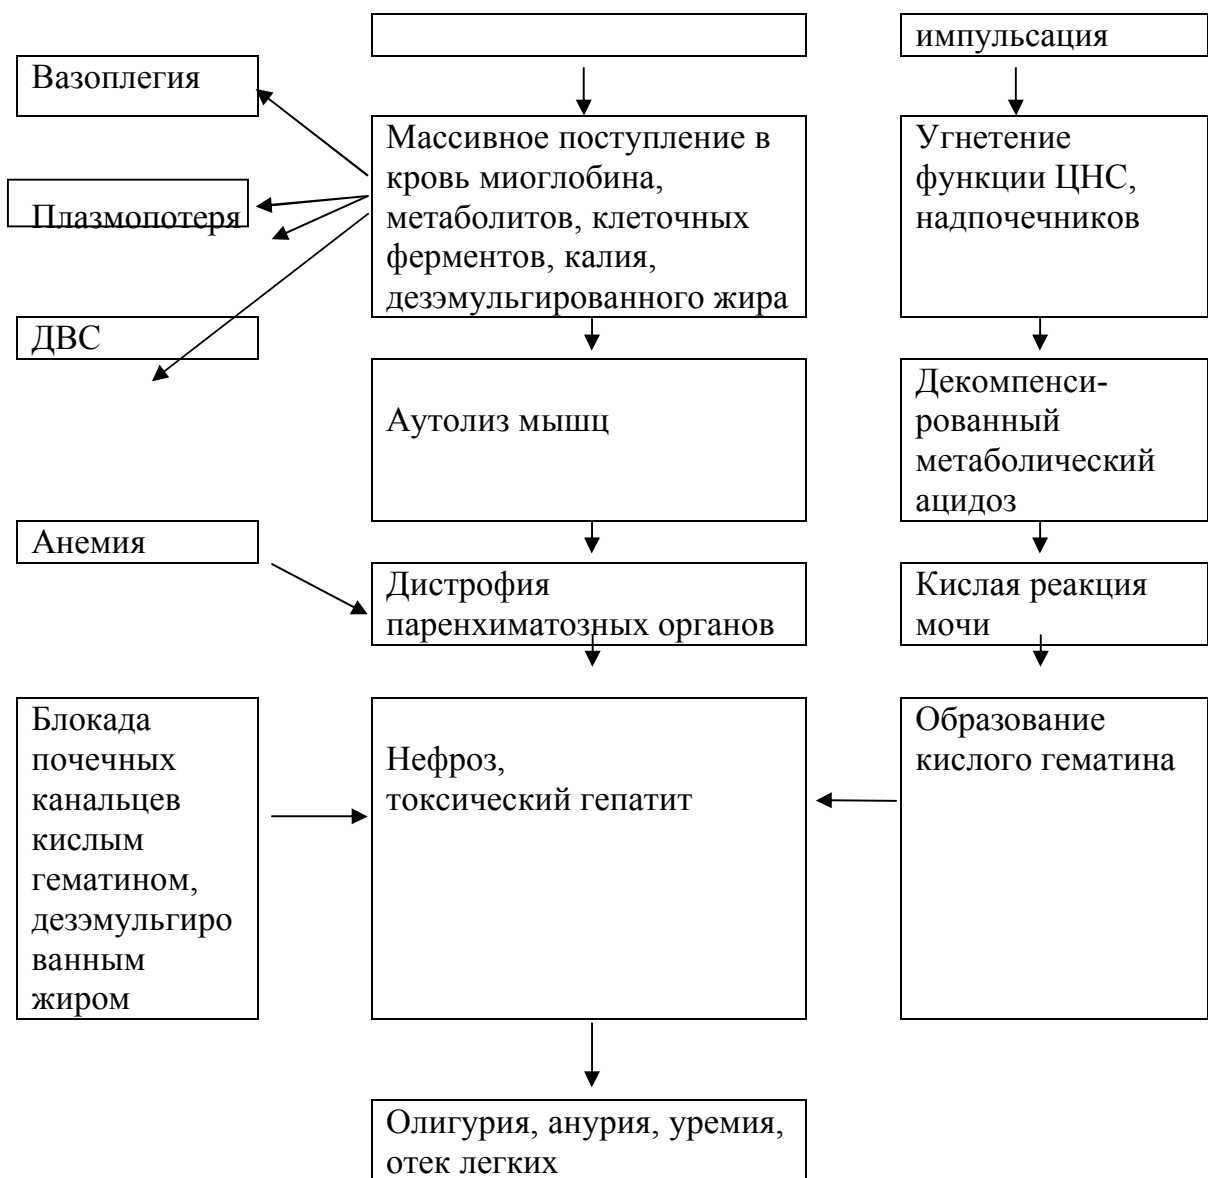 импульсация
Вазоплегия
Массивное поступление в
кровь миоглобина,
метаболитов, клеточных
ферментов, калия,
дезэмульгированного жира
Угнетение
функции ЦНС,
надпочечников
Плазмопотеря
ДВС
Аутолиз мышц
Декомпенси-
рованный
метаболический
ацидоз
Анемия
Дистрофия
паренхиматозных органов
Кислая реакция
мочи
Блокада
почечных
канальцев
кислым
гематином,
дезэмульгиро
ванным
жиром
Нефроз,
токсический гепатит
Образование
кислого гематина
Олигурия, анурия, уремия,
отек легких